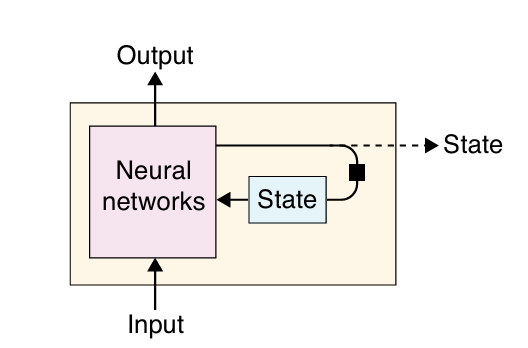 Output
State
Neural
networks
State
Input